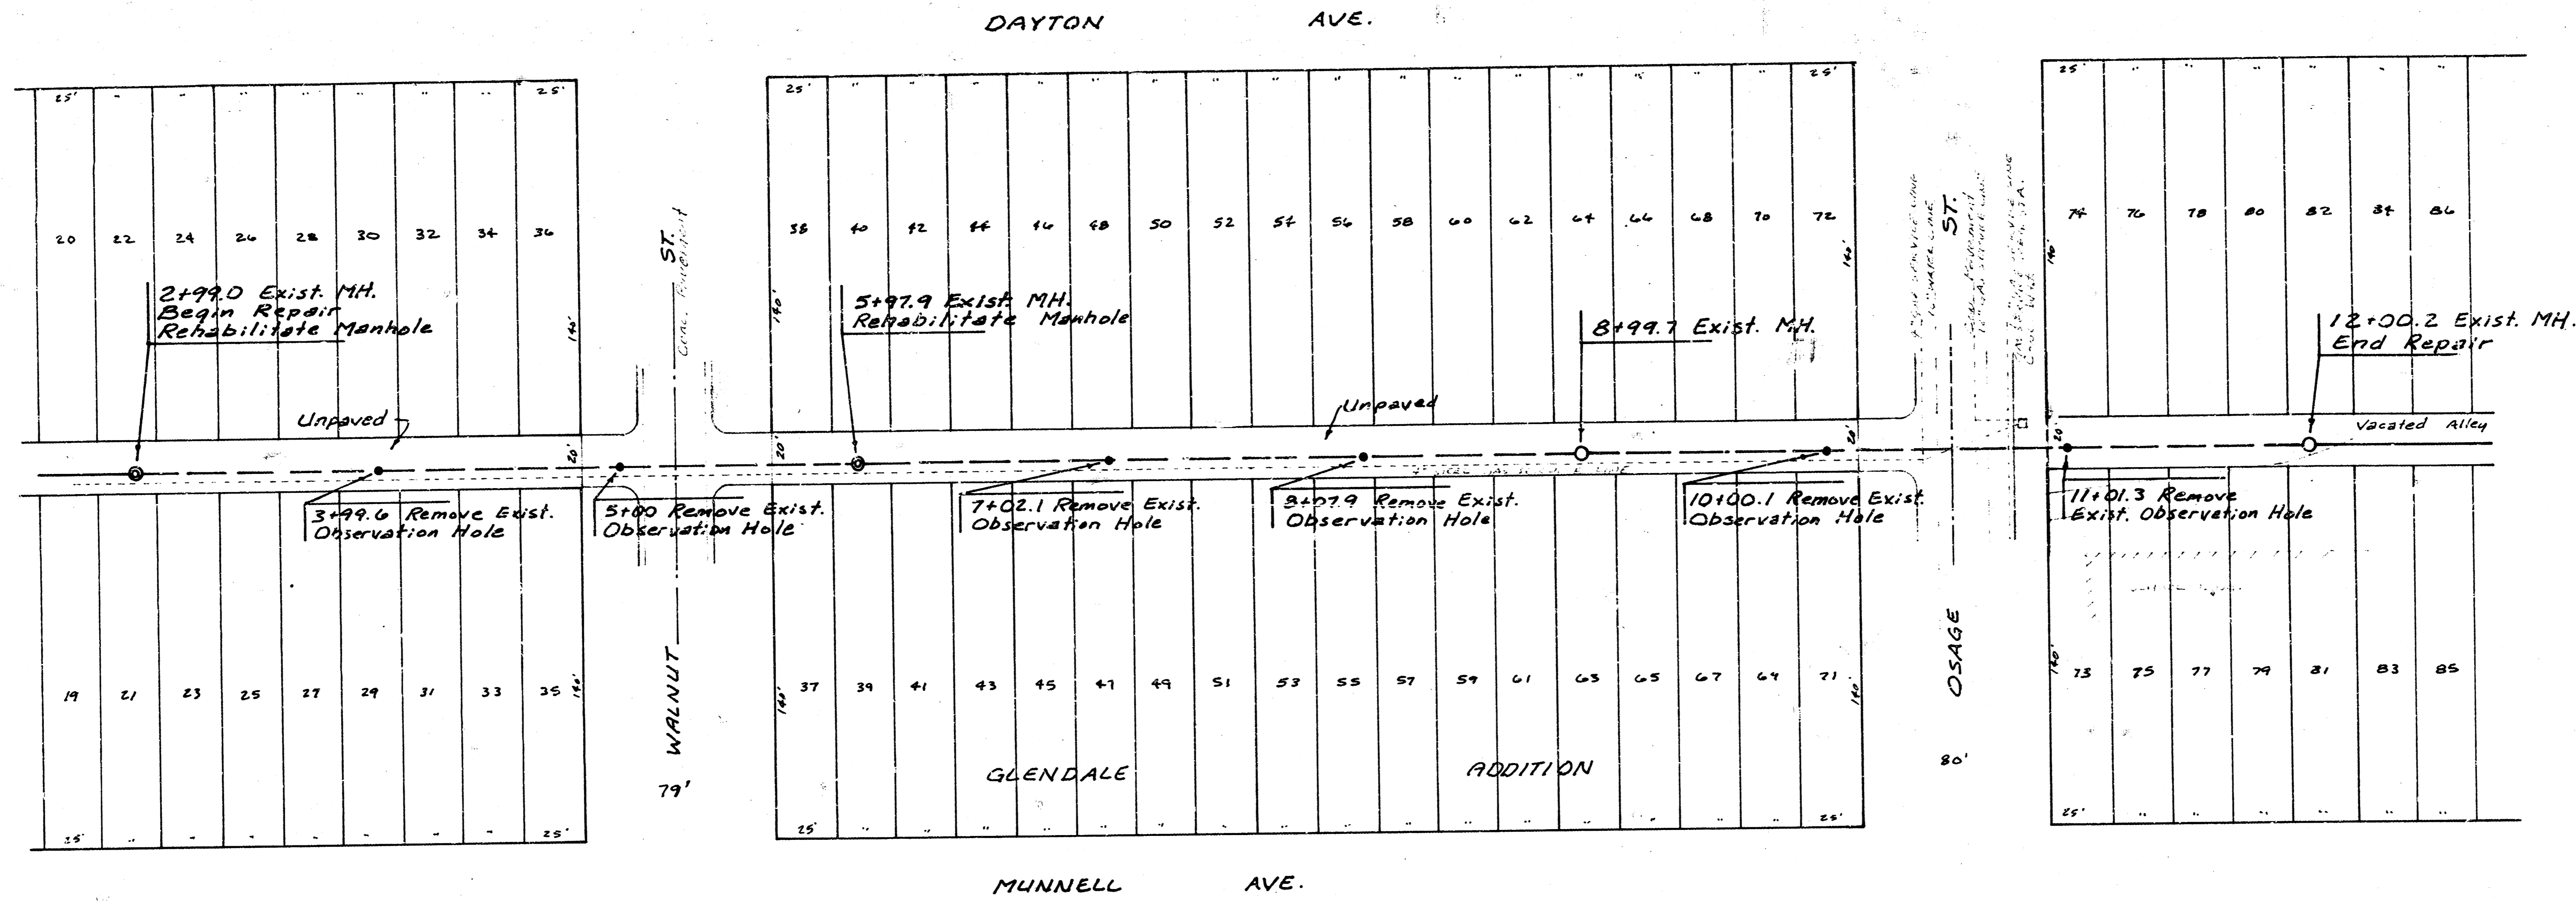 DAYTON AVE.
25' " " " " " " " 25'
25' " " " " " " " " " " " " " " " " 25'
25' " " " " " "
20 22 24 26 28 30 32 34 36
38 40 42 44 46 48 50 52 54 56 58 60 62 64 66 68 70 72
74 76 78 80 82 84 86
ST.
Conc. Pavement
ST.
140'
140'
140'
140'
2+99.0 Exist. MH.
Begin Repair
Rehabilitate Manhole
5+97.9 Exist. MH.
Rehabilitate Manhole
8+99.7 Exist. MH.
12+00.2 Exist. MH.
End Repair
Unpaved
Unpaved
Vacated Alley
20'
20'
20'
20'
3+99.6 Remove Exist.
Observation Hole
5+00 Remove Exist.
Observation Hole
7+02.1 Remove Exist.
Observation Hole
8+07.9 Remove Exist.
Observation Hole
10+00.1 Remove Exist.
Observation Hole
11+01.3 Remove
Exist. Observation Hole
19 21 23 25 27 29 31 33 35
37 39 41 43 45 47 49 51 53 55 57 59 61 63 65 67 69 71
73 75 77 79 81 83 85
140'
140'
140'
140'
WALNUT
79'
OSAGE
80'
GLENDALE ADDITION
25' " " " " " " " 25'
25' " " " " " " " " " " " " " " " " 25'
25' " " " " " "
MUNNELL AVE.